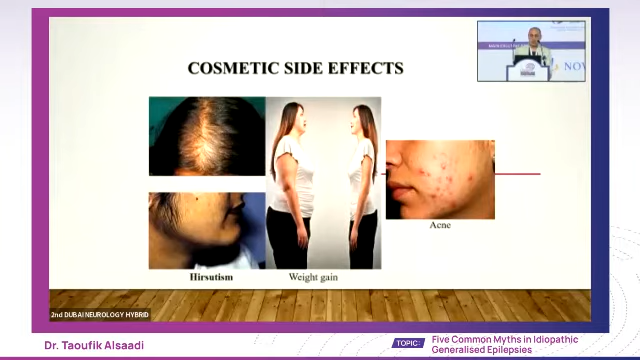 COSMETIC SIDE EFFECTS
NOV
Acne
Hirsutism
Weight gain
2nd DUBAI NEUROLOGY HYBRID
Dr. Taoufik Alsaadi
TOPIC:
Five Common Myths in Idiopathic
Generalised Epilepsies